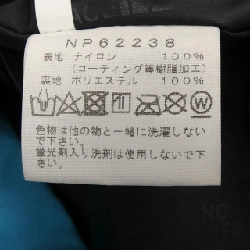 NP62238
表地 ナイロン 100%
(コーティング等樹脂加工)
裏地 ポリエステル 100%
色物は他の物と一緒に洗濯しない
で下さい。
蛍光剤入り洗剤は使用しないで下
さい。